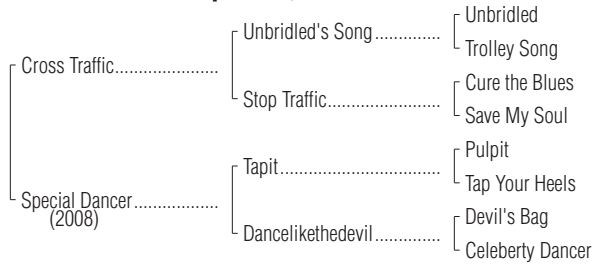 Unbridled
Unbridled's Song..............
Trolley Song
Cross Traffic......................
Cure the Blues
Stop Traffic........................
Save My Soul
Pulpit
Tapit..................................
Tap Your Heels
Special Dancer..................
(2008)
Devil's Bag
Dancelikethedevil..............
Celeberty Dancer